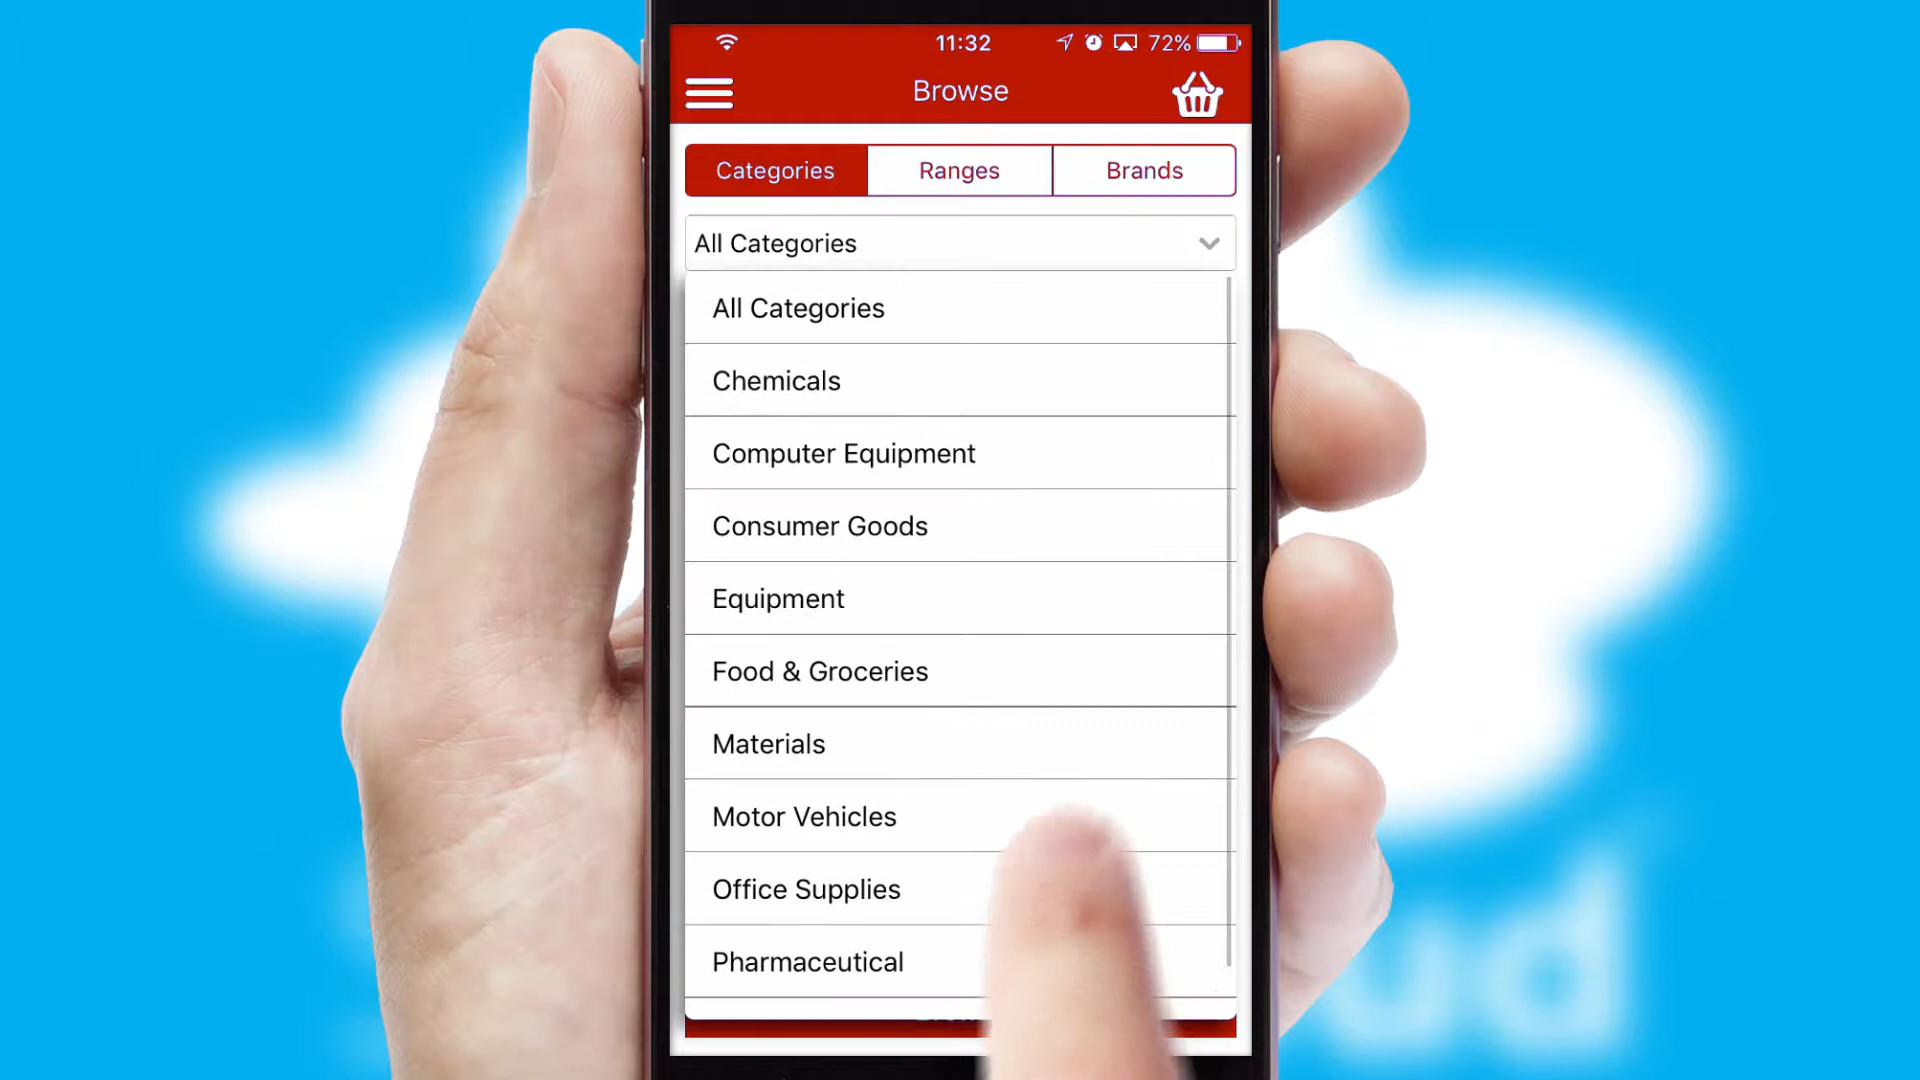 11:32
72%
Browse
Categories
Ranges
Brands
All Categories
All Categories
Chemicals
Computer Equipment
Consumer Goods
Equipment
Food & Groceries
Materials
Motor Vehicles
Office Supplies
Pharmaceutical
ud